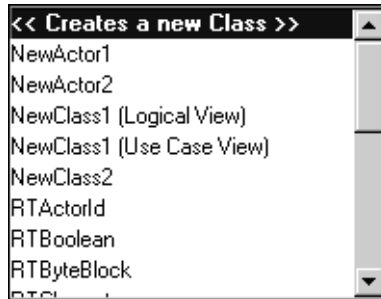 << Creates a new Class >>
NewActor1
NewActor2
NewClass1 (Logical View)
NewClass1 (Use Case View)
NewClass2
RTActorId
RTBoolean
RTByteBlock